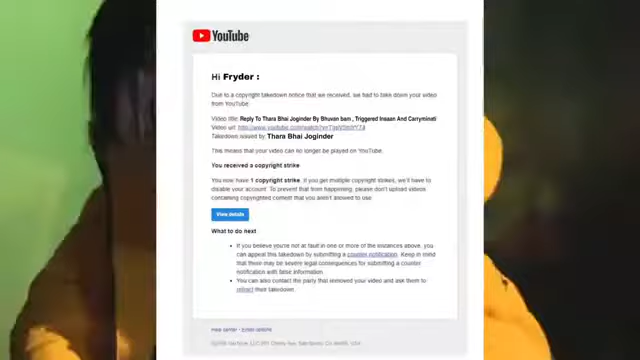 YouTube
Hi Fryder :
Due to a copyright takedown notice that we received, we had to take down your video
from YouTube.
Video title: Reply To Thara Bhai Joginder By Bhuvan bam , Triggered Insaan And Carryminati
Video url:
Takedown issued by Thara Bhai Joginder
This means that your video can no longer be played on YouTube.
You received a copyright strike
You now have 1 copyright strike. If you get multiple copyright strikes, we'll have to
disable your account. To prevent that from happening, please don't upload videos
containing copyrighted content that you aren't allowed to use.
View details
What to do next
• If you believe you're not at fault in one or more of the instances above, you
can appeal this takedown by submitting a counter notification. Keep in mind
that there may be severe legal consequences for submitting a counter
notification with false information.
• You can also contact the party that removed your video and ask them to
retract their takedown.
Help center •